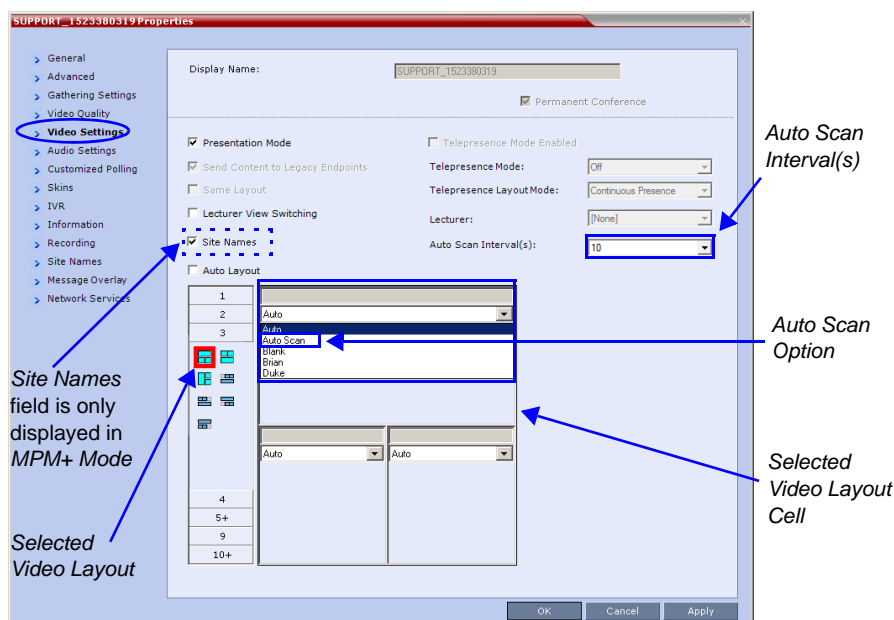 SUPPORT_1523380319 Properties
General
Advanced
Gathering Settings
Video Quality
Video Settings
Audio Settings
Customized Polling
Skins
IVR
Information
Recording
Site Names
Message Overlay
Network Services
Display Name:
SUPPORT_1523380319
Permanent Conference
Presentation Mode
Telepresence Mode Enabled
Send Content to Legacy Endpoints
Telepresence Mode:
Off
Same Layout
Telepresence Layout Mode:
Continuous Presence
Lecturer View Switching
Lecturer:
[None]
Site Names
Auto Scan Interval(s):
10
Auto Layout
1
2
3
4
5+
9
10+
Auto
Auto
Auto Scan
Blank
Brian
Duke
Auto
Auto
OK
Cancel
Apply
Auto Scan
Interval(s)
Auto Scan
Option
Selected
Video Layout
Cell
Site Names
field is only
displayed in
MPM+ Mode
Selected
Video Layout